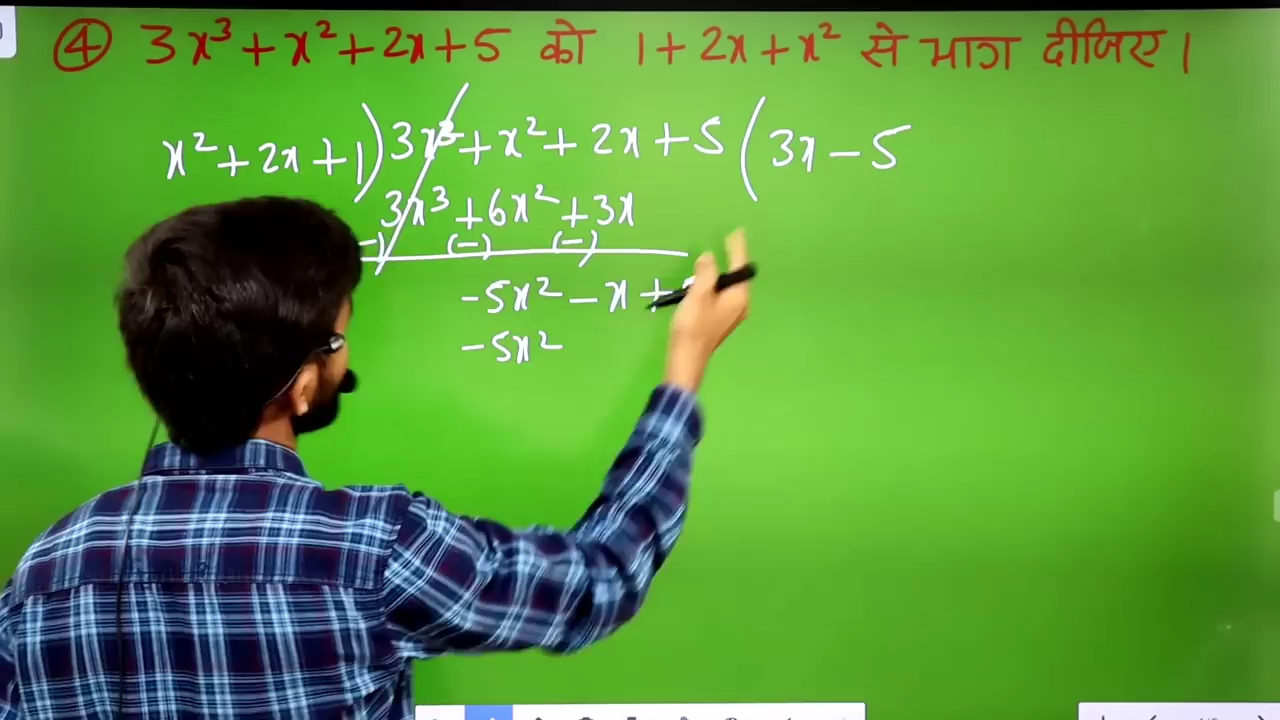 ④ 3x³ + x² + 2x + 5 को 1 + 2x + x² से भाग दीजिए।
x² + 2x + 1 ) 3x³ + x² + 2x + 5 ( 3x - 5
3x³ + 6x² + 3x
(-) (-) (-)
-5x² - x +
-5x²